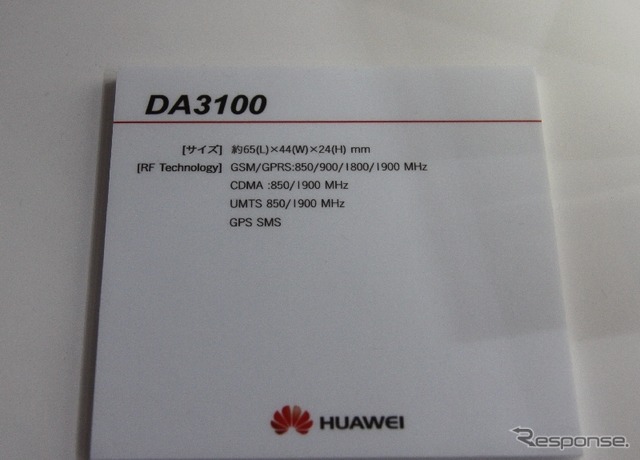 DA3100
[サイズ] 約65(L)×44(W)×24(H) mm
[RF Technology] GSM/GPRS:850/900/1800/1900 MHz
CDMA :850/1900 MHz
UMTS 850/1900 MHz
GPS SMS
HUAWEI
Response.